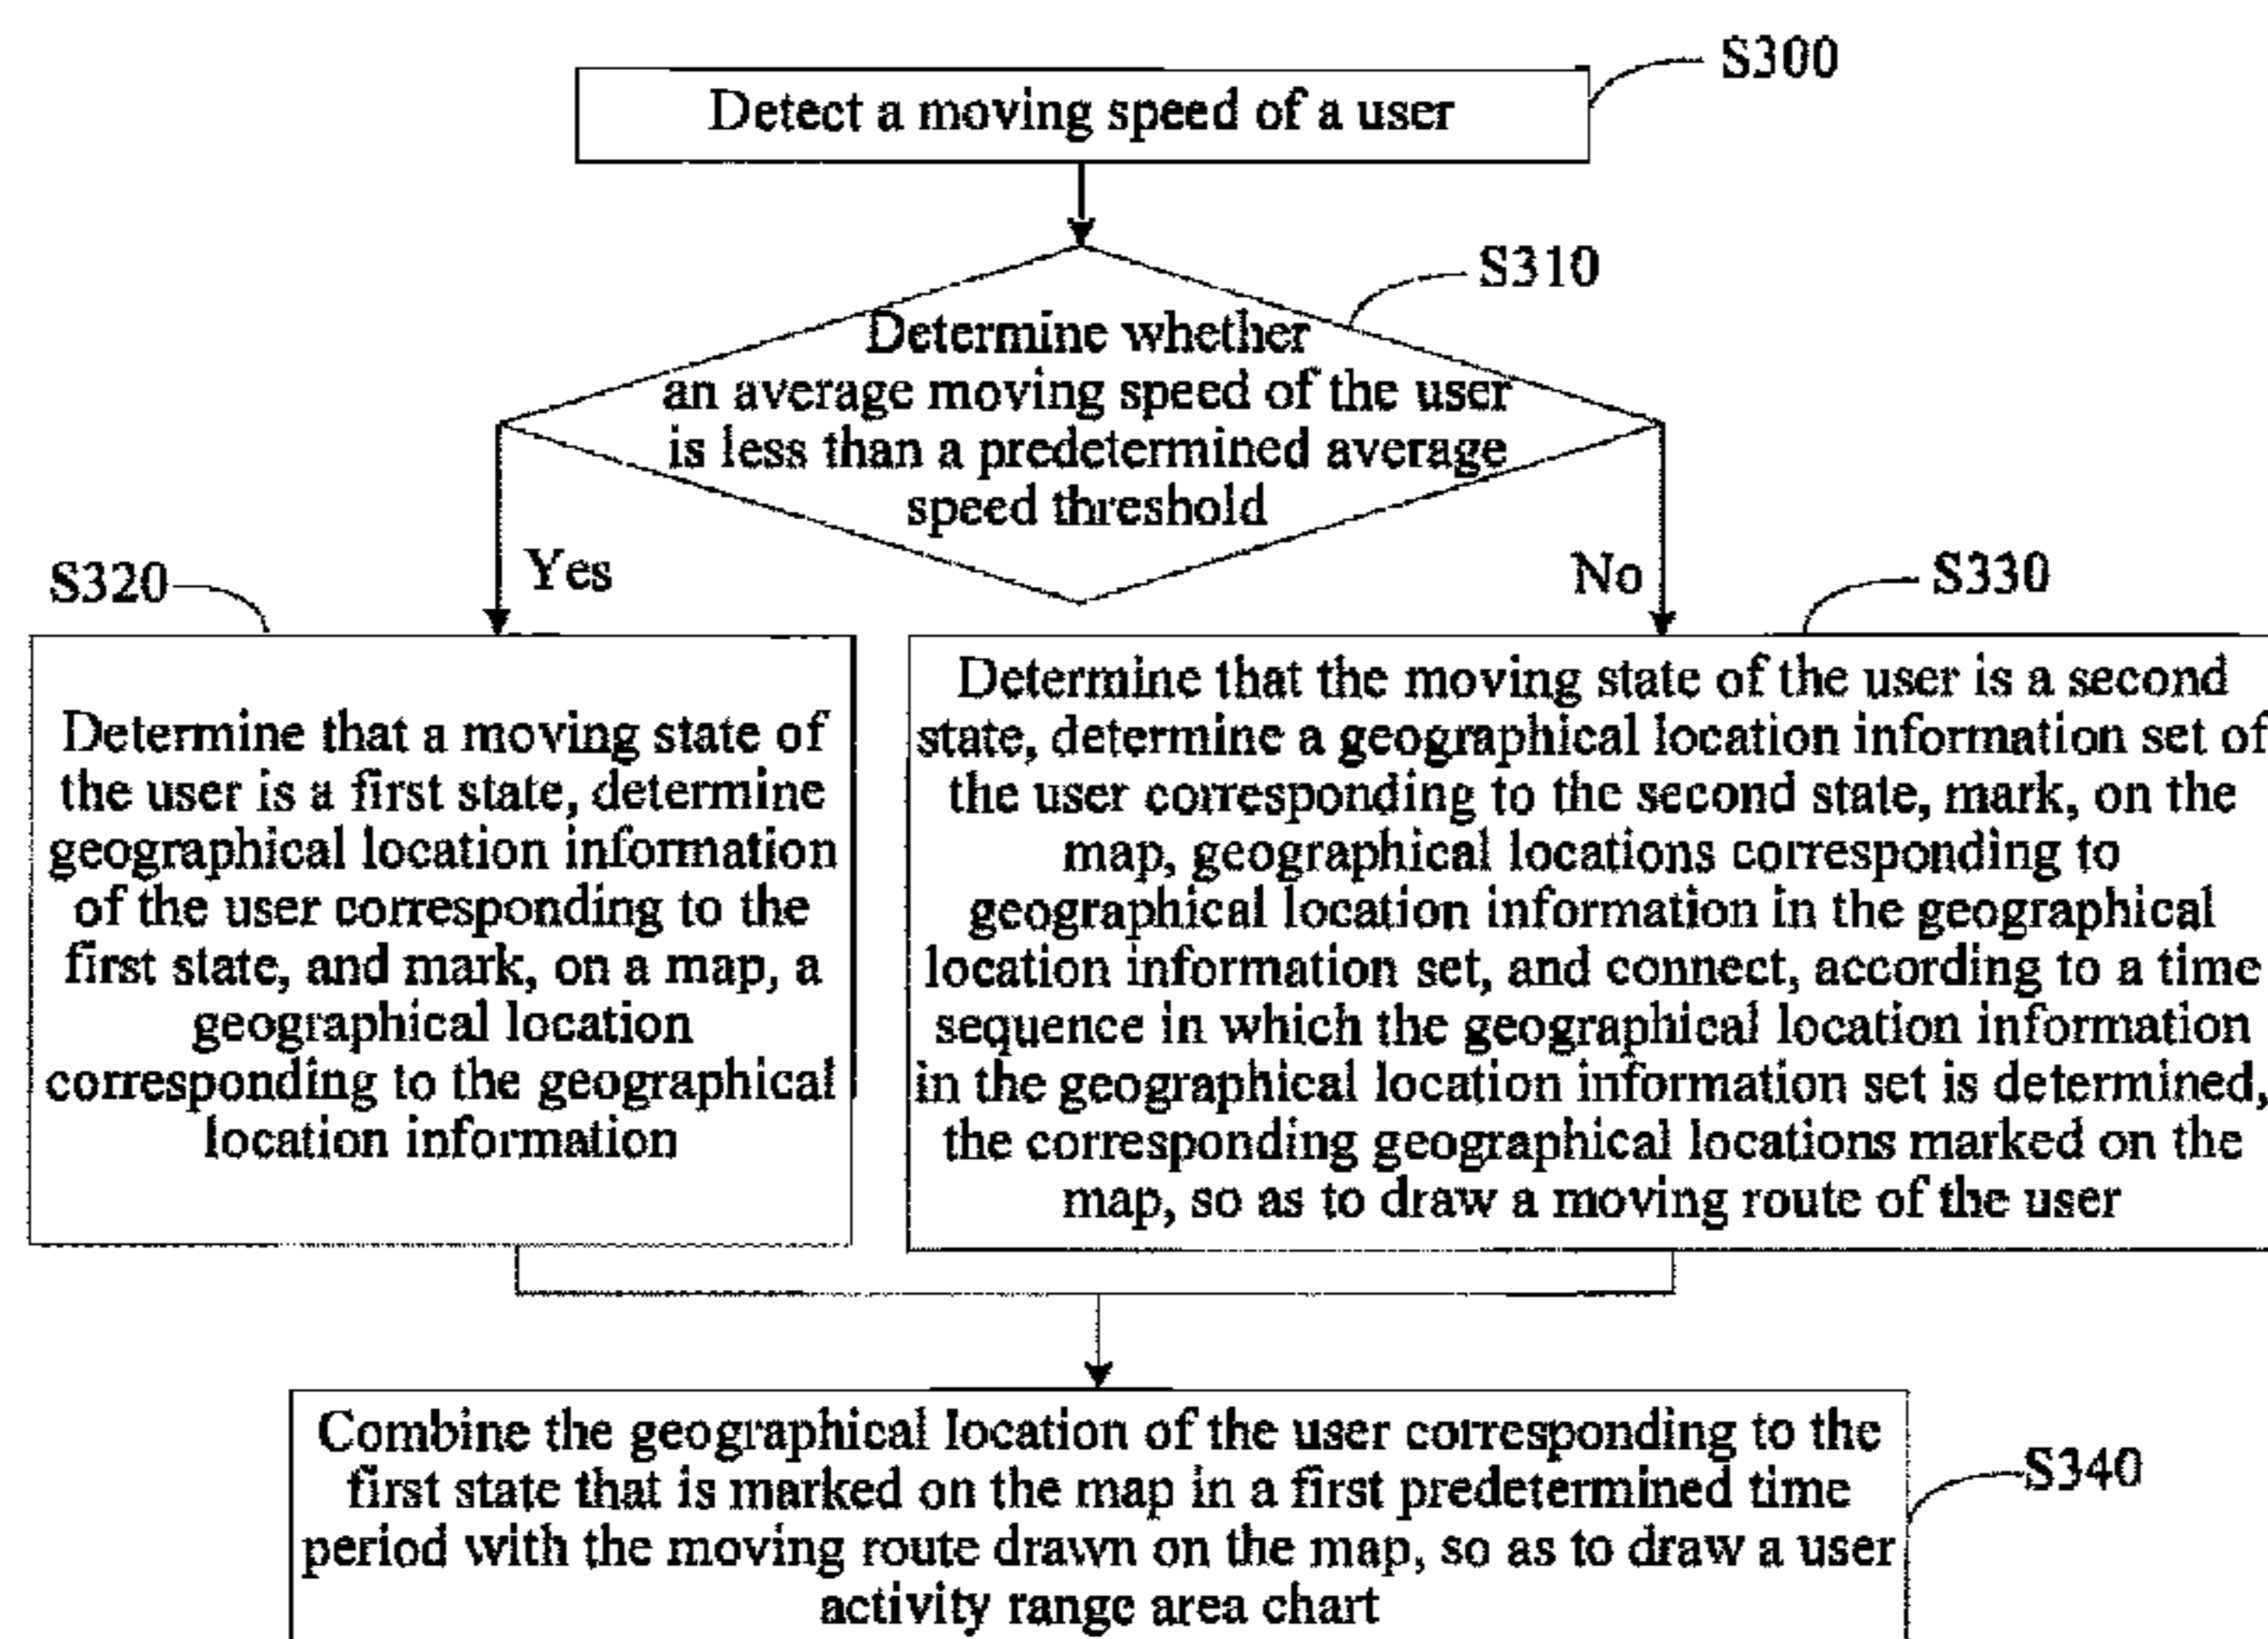 S300
Detect a moving speed of a user
S310
Determine whether
an average moving speed of the user
is less than a predetermined average
speed threshold
Yes
No
S320
S330
Determine that a moving state of
the user is a first state, determine
geographical location information
of the user corresponding to the
first state, and mark, on a map, a
geographical location
corresponding to the geographical
location information
Determine that the moving state of the user is a second
state, determine a geographical location information set of
the user corresponding to the second state, mark, on the
map, geographical locations corresponding to
geographical location information in the geographical
location information set, and connect, according to a time
sequence in which the geographical location information
in the geographical location information set is determined,
the corresponding geographical locations marked on the
map, so as to draw a moving route of the user
Combine the geographical location of the user corresponding to the
first state that is marked on the map in a first predetermined time
period with the moving route drawn on the map, so as to draw a user
activity range area chart
S340